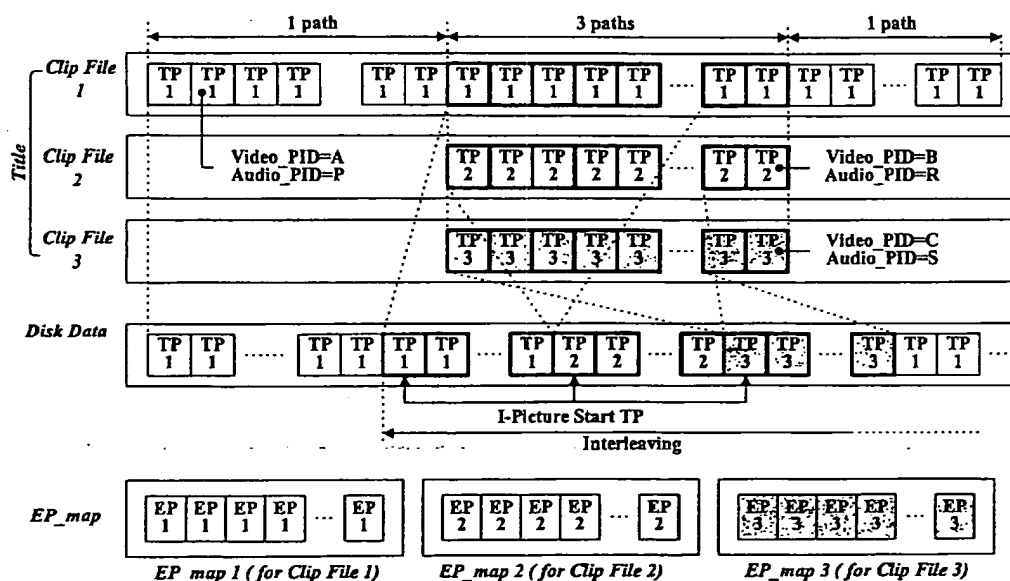 1 path 3 paths 1 path
Title
Clip File 1
TP 1 TP 1 TP 1 TP 1 TP 1 TP 1 TP 1 TP 1 TP 1 TP 1 TP 1 ..... TP 1 TP 1 TP 1 TP 1 ..... TP 1 TP 1
Video_PID=A
Audio_PID=P
Clip File 2
TP 2 TP 2 TP 2 TP 2 TP 2 ..... TP 2 TP 2
Video_PID=B
Audio_PID=R
Clip File 3
TP 3 TP 3 TP 3 TP 3 TP 3 ..... TP 3 TP 3
Video_PID=C
Audio_PID=S
Disk Data
TP 1 TP 1 ..... TP 1 TP 1 TP 1 TP 1 ..... TP 1 TP 2 TP 2 ..... TP 2 TP 3 TP 3 ..... TP 3 TP 1 TP 1 ...
I-Picture Start TP
Interleaving
EP_map
EP 1 EP 1 EP 1 EP 1 ... EP 1
EP 2 EP 2 EP 2 EP 2 ... EP 2
EP 3 EP 3 EP 3 EP 3 ... EP 3
EP_map 1 ( for Clip File 1) EP_map 2 ( for Clip File 2) EP_map 3 ( for Clip File 3)